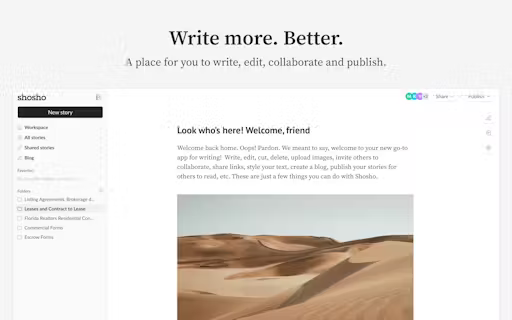 Write more. Better.
A place for you to write, edit, collaborate and publish.
shosho
New story
Workspace
All stories
Shared stories
Blog
Favorites
Folders
Listing Agreements, Brokerage d
Leases and Contract to Lease
Florida Realtors Residential Cus...
Commercial Forms
Escrow Forms
Share
Publish
Look who's here! Welcome, friend
Welcome back home. Oops! Pardon. We meant to say, welcome to your new go-to
app for writing! Write, edit, cut, delete, upload images, invite others to
collaborate, share links, style your text, create a blog, publish your stories for
others to read, etc. These are just a few things you can do with Shosho.